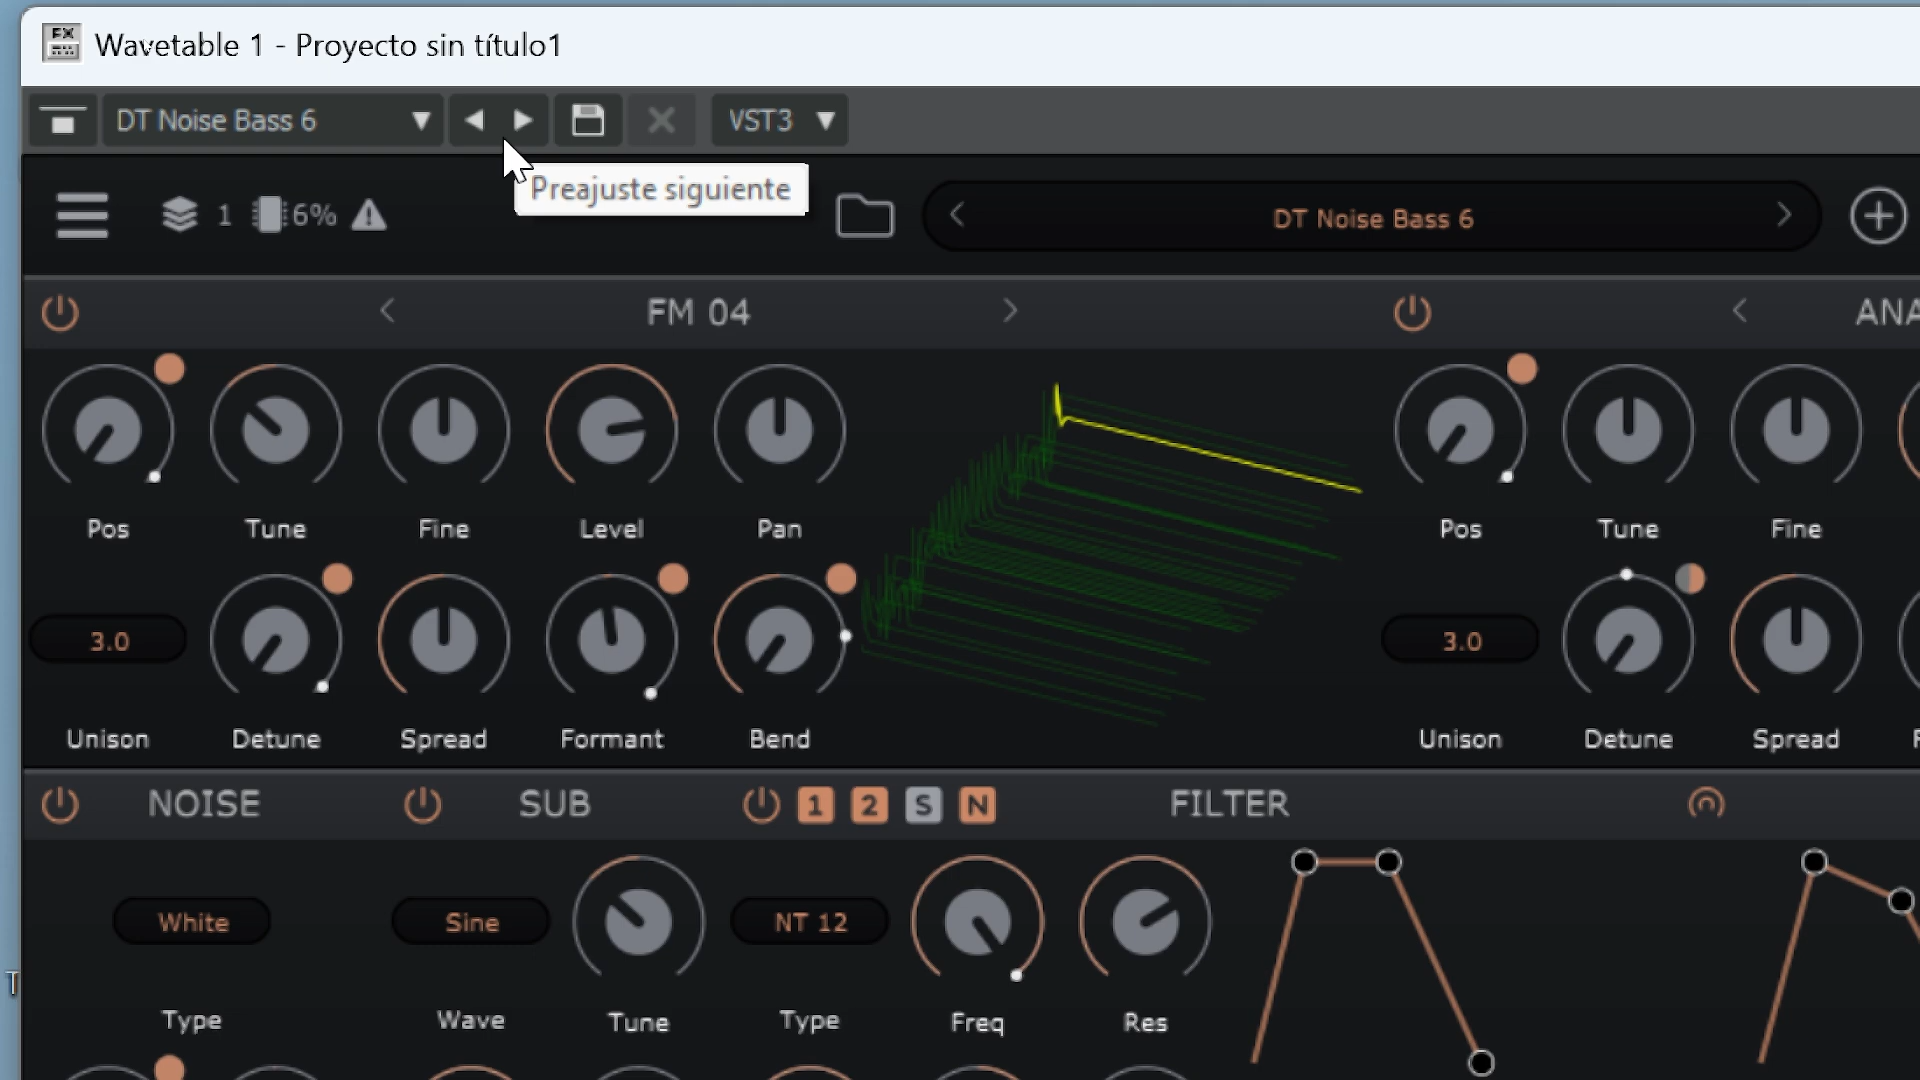 FX
Wavetable 1 - Proyecto sin título1
DT Noise Bass 6
VST3
Preajuste siguiente
1
6%
DT Noise Bass 6
FM 04
ANA
Pos
Tune
Fine
Level
Pan
Pos
Tune
Fine
3.0
3.0
Unison
Detune
Spread
Formant
Bend
Unison
Detune
Spread
F
NOISE
SUB
1 2 S N
FILTER
White
Sine
NT 12
T
Type
Wave
Tune
Type
Freq
Res